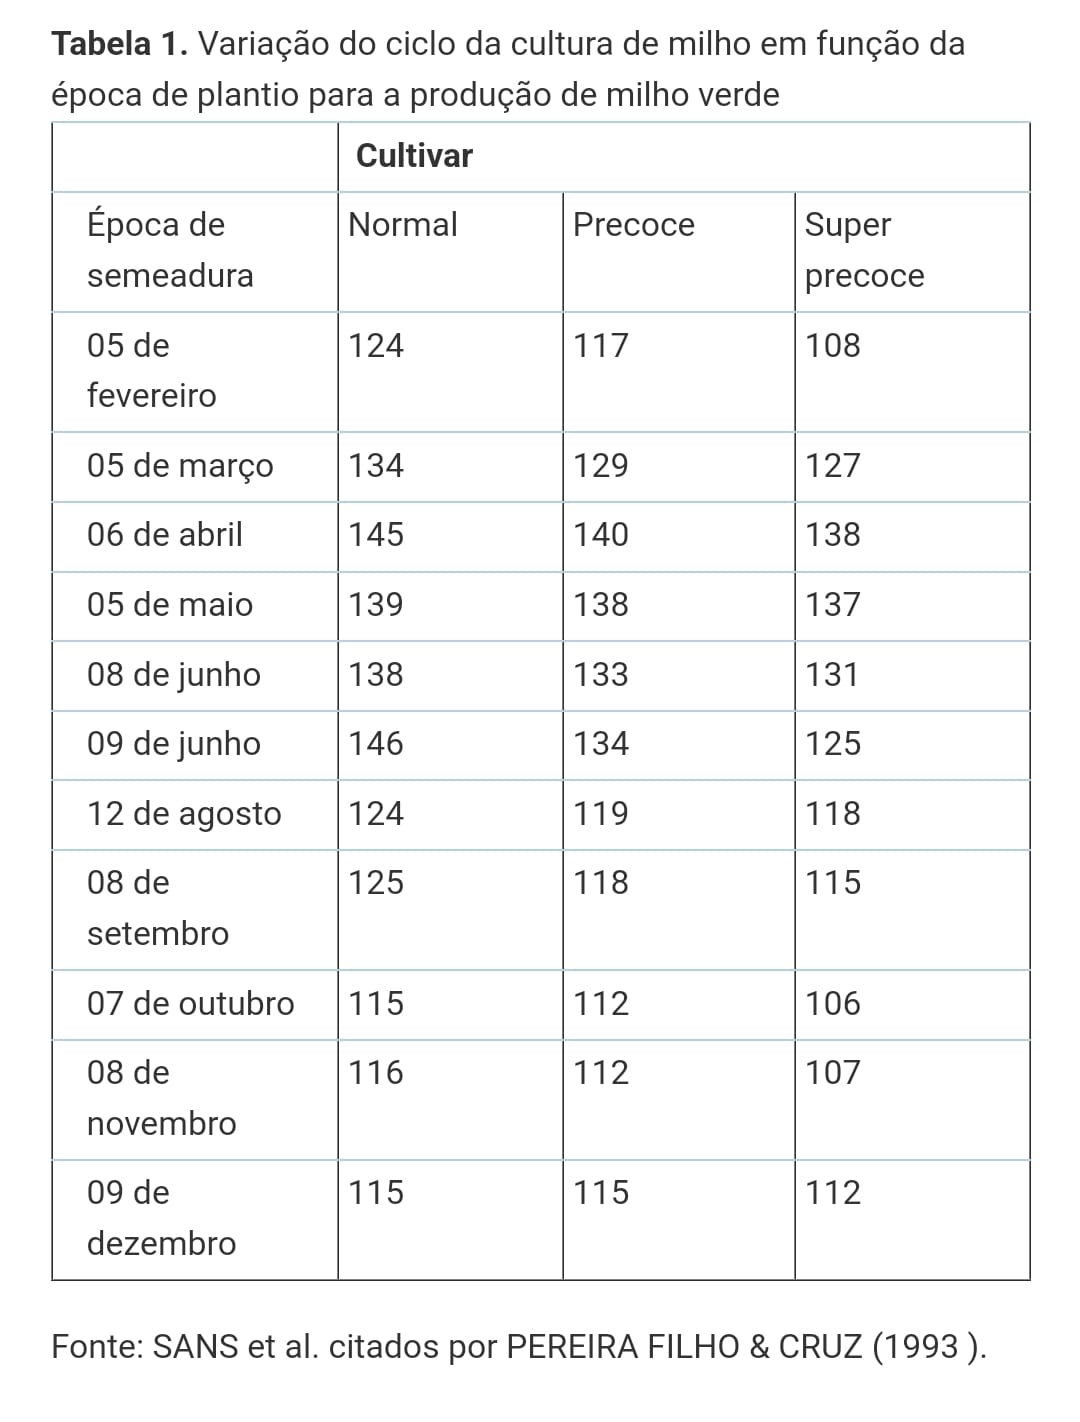 Tabela 1. Variação do ciclo da cultura de milho em função da
época de plantio para a produção de milho verde
Cultivar
Época de semeadura Normal Precoce Super precoce
05 de fevereiro 124 117 108
05 de março 134 129 127
06 de abril 145 140 138
05 de maio 139 138 137
08 de junho 138 133 131
09 de junho 146 134 125
12 de agosto 124 119 118
08 de setembro 125 118 115
07 de outubro 115 112 106
08 de novembro 116 112 107
09 de dezembro 115 115 112
Fonte: SANS et al. citados por PEREIRA FILHO & CRUZ (1993 ).